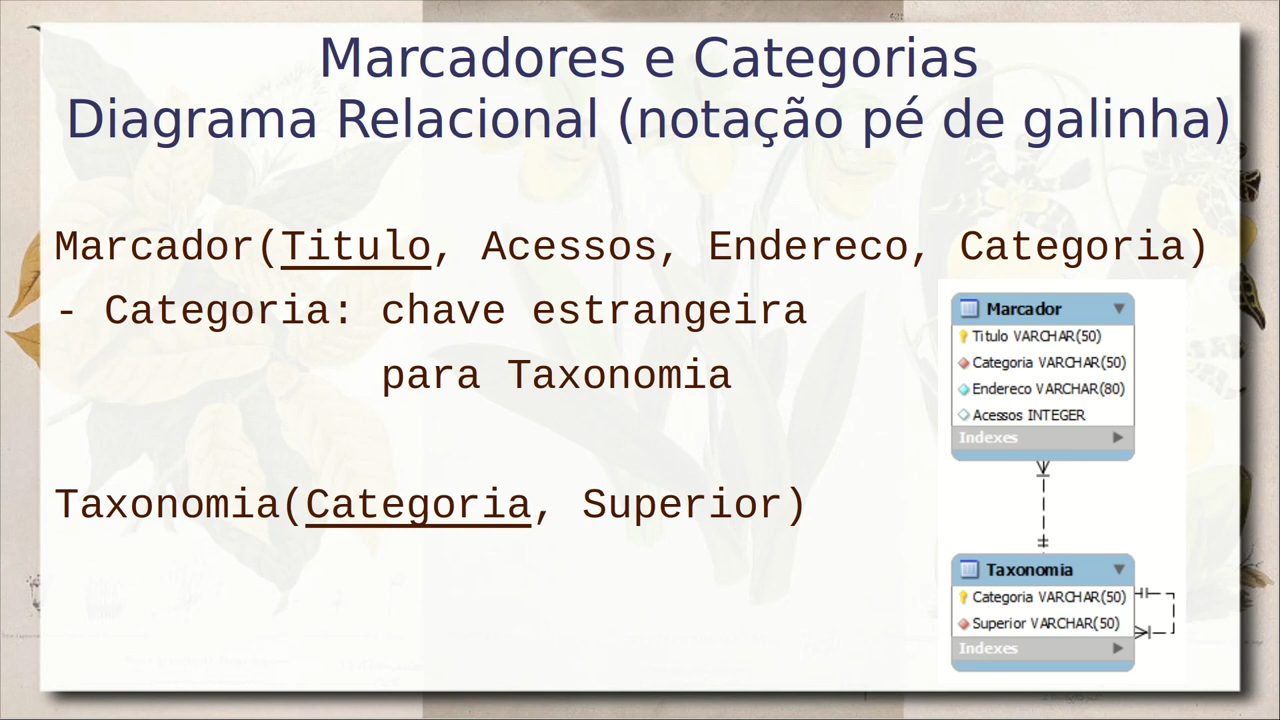 Marcadores e Categorias
Diagrama Relacional (notação pé de galinha)
Marcador(Titulo, Acessos, Endereco, Categoria)
- Categoria: chave estrangeira
para Taxonomia
Taxonomia(Categoria, Superior)
Marcador
Titulo VARCHAR(50)
Categoria VARCHAR(50)
Endereco VARCHAR(80)
Acessos INTEGER
Indexes
Taxonomia
Categoria VARCHAR(50)
Superior VARCHAR(50)
Indexes